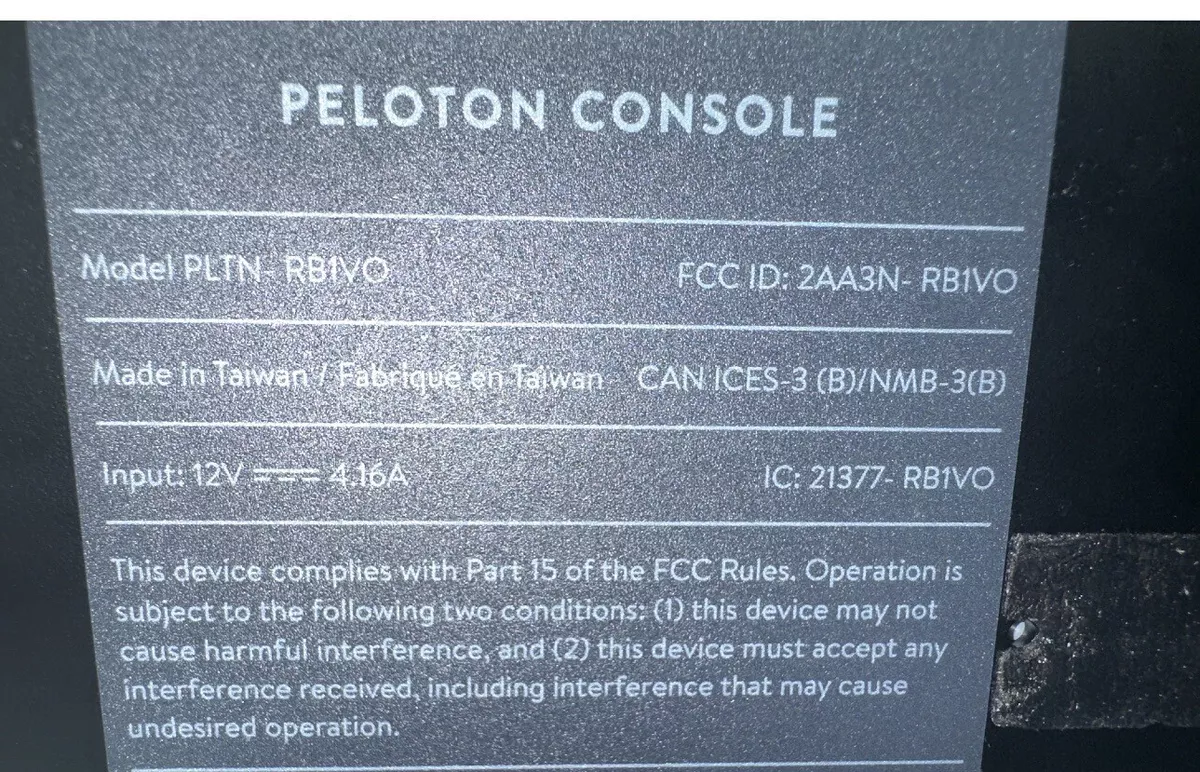 PELOTON CONSOLE
Model PLTN- RB1VO FCC ID: 2AA3N- RB1VO
Made in Taiwan / Fabriqué en Taiwan CAN ICES-3 (B)/NMB-3(B)
Input: 12V ⎓ 4.16A IC: 21377- RB1VO
This device complies with Part 15 of the FCC Rules. Operation is
subject to the following two conditions: (1) this device may not
cause harmful interference, and (2) this device must accept any
interference received, including interference that may cause
undesired operation.